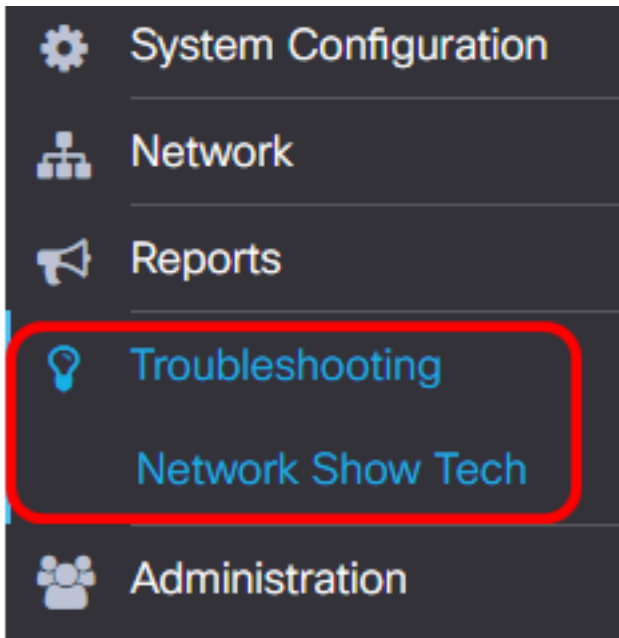 System Configuration
Network
Reports
Troubleshooting
Network Show Tech
Administration